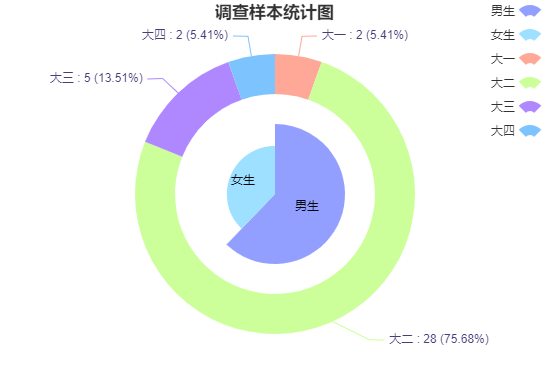 调查样本统计图
大四 : 2 (5.41%)
大一 : 2 (5.41%)
大三 : 5 (13.51%)
女生
男生
大二 : 28 (75.68%)
男生
女生
大一
大二
大三
大四